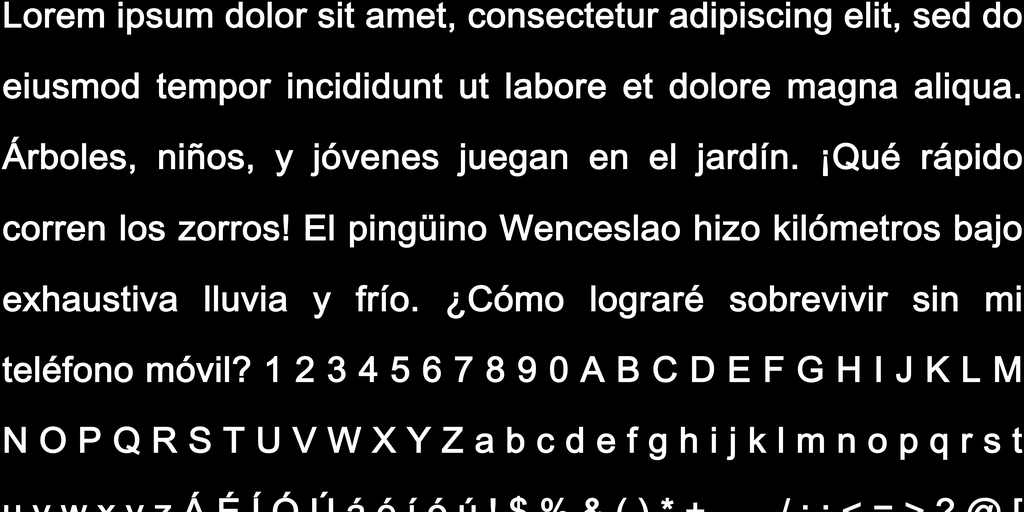 Lorem ipsum dolor sit amet, consectetur adipiscing elit, sed do
eiusmod tempor incididunt ut labore et dolore magna aliqua.
Árboles, niños, y jóvenes juegan en el jardín. ¡Qué rápido
corren los zorros! El pingüino Wenceslao hizo kilómetros bajo
exhaustiva lluvia y frío. ¿Cómo lograré sobrevivir sin mi
teléfono móvil? 1 2 3 4 5 6 7 8 9 0 A B C D E F G H I J K L M
N O P Q R S T U V W X Y Z a b c d e f g h i j k l m n o p q r s t
u v w x y z Á É Í Ó Ú á é í ó ú ! $ % & ( ) * + / : ; < = > ? @ [